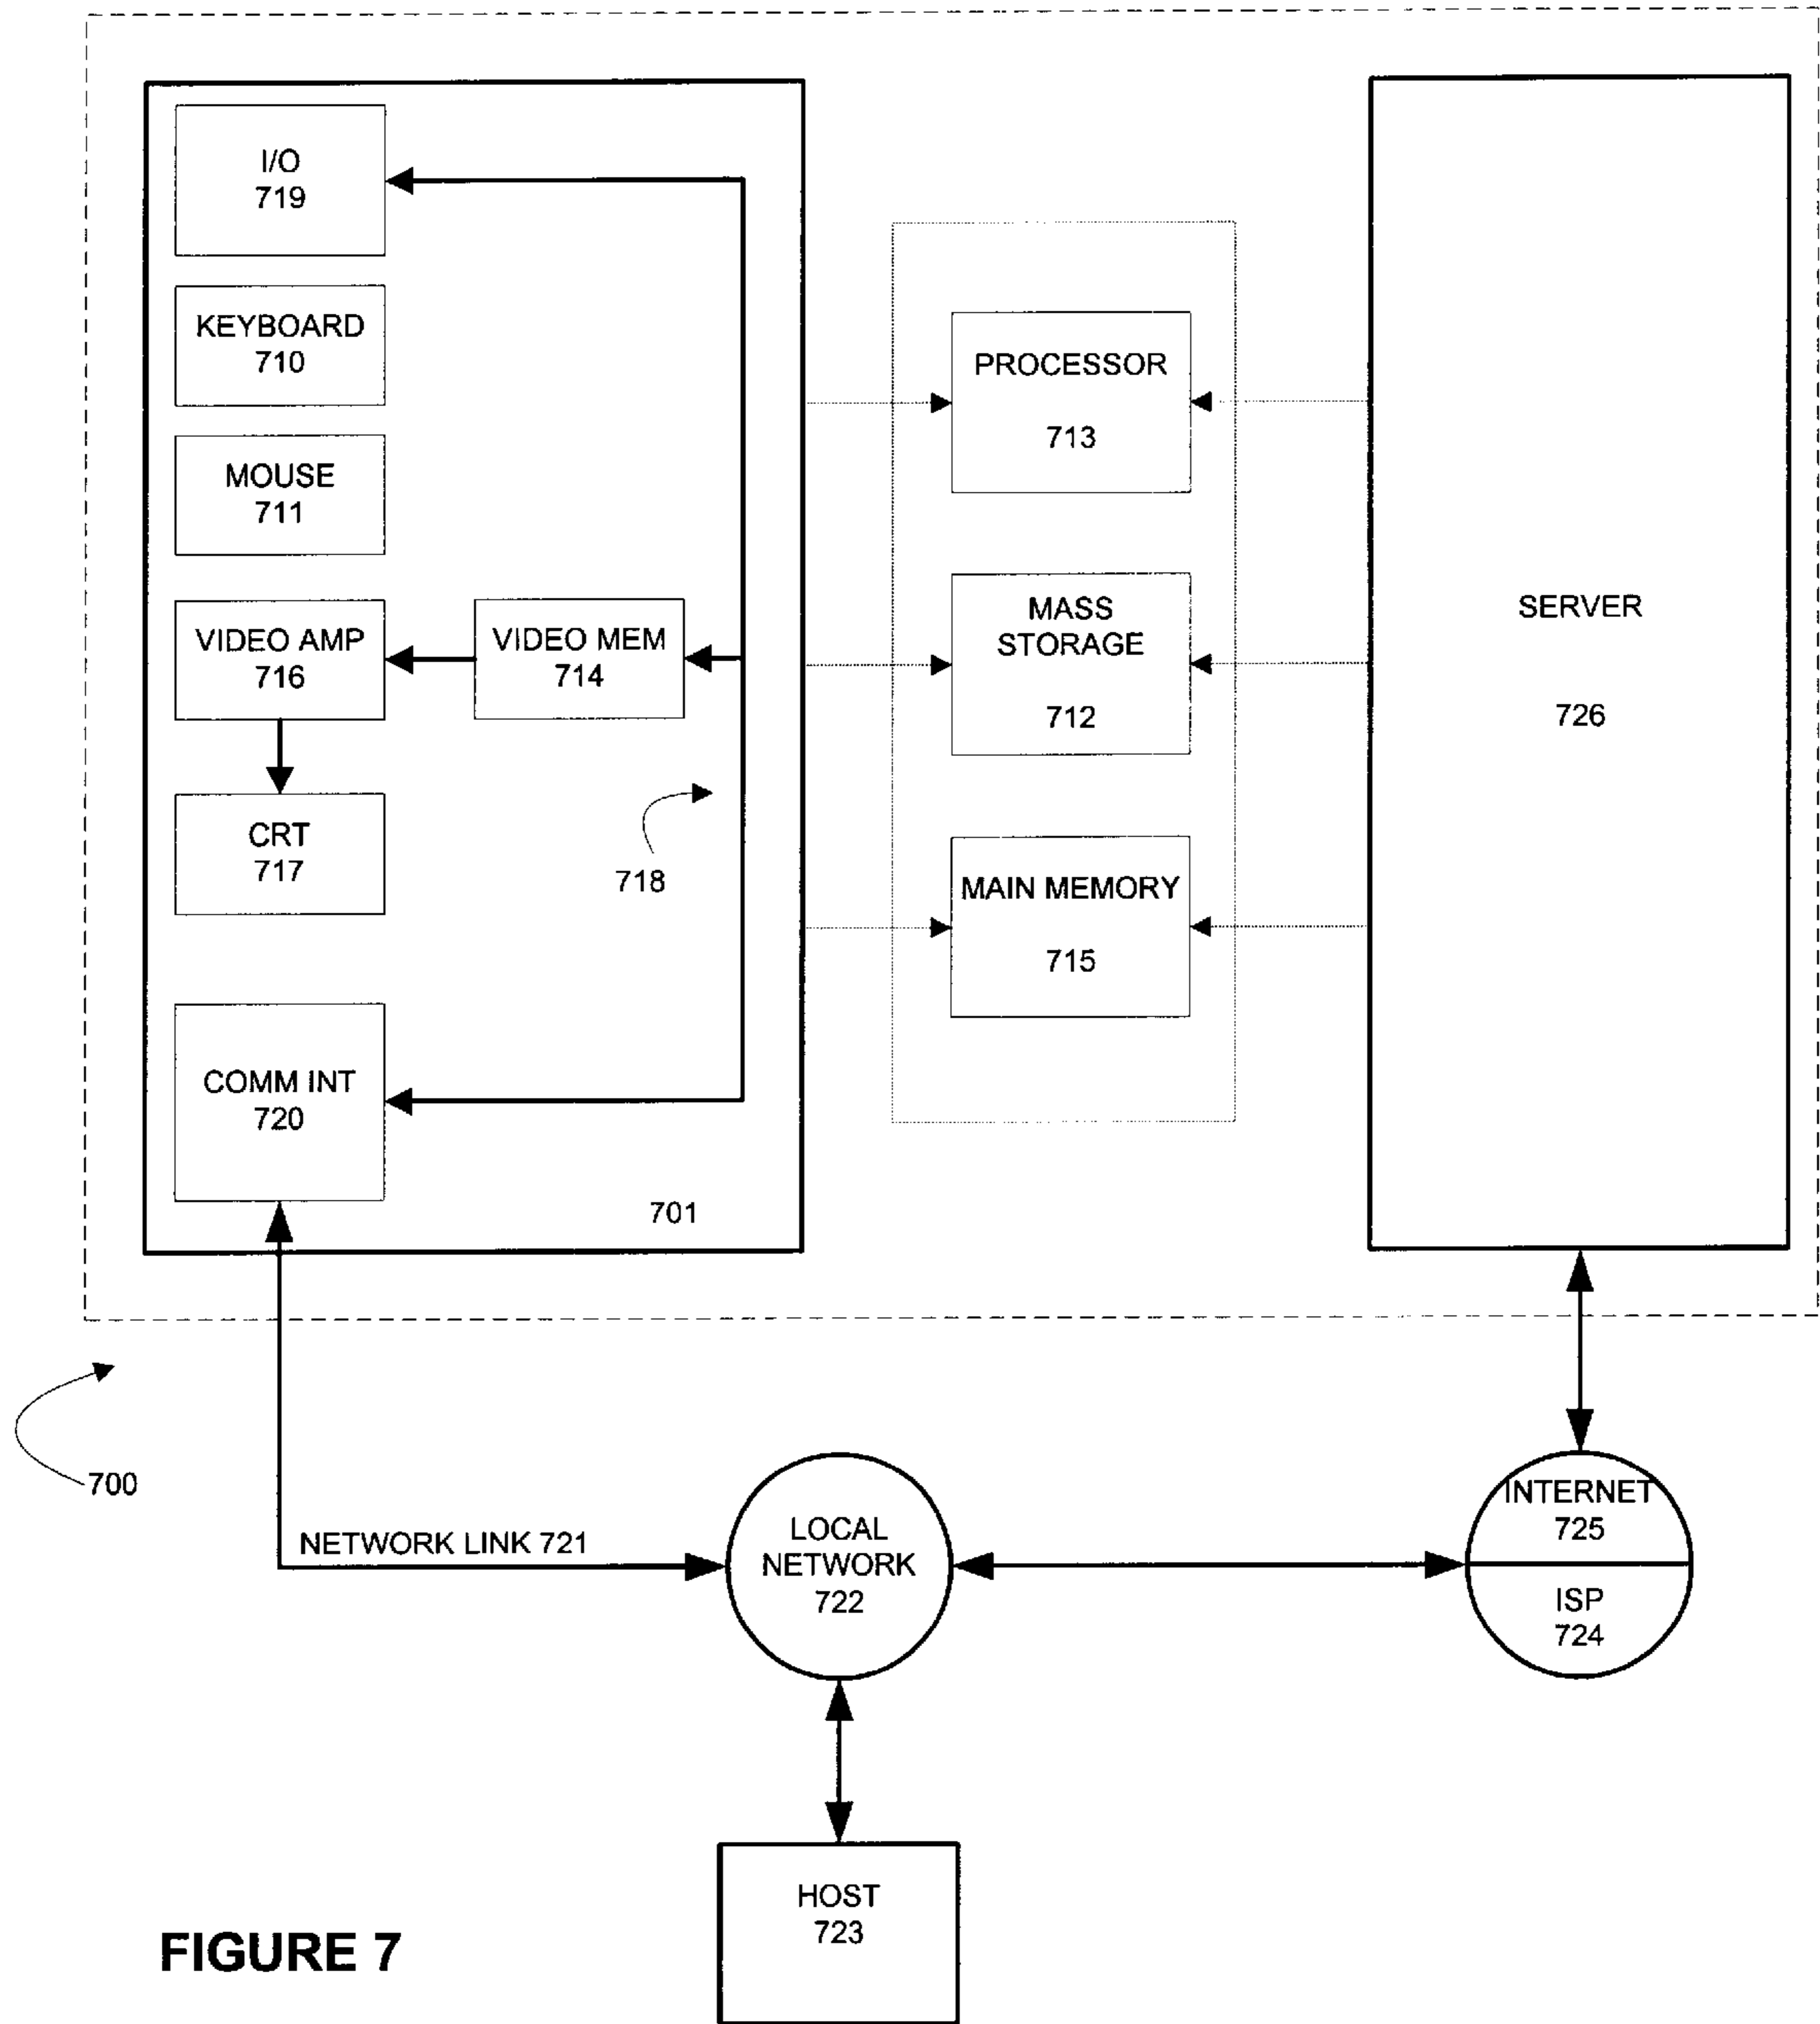 I/O
719
KEYBOARD
710
MOUSE
711
VIDEO AMP
716
VIDEO MEM
714
CRT
717
718
COMM INT
720
701
PROCESSOR
713
MASS
STORAGE
712
MAIN MEMORY
715
SERVER
726
700
NETWORK LINK 721
LOCAL
NETWORK
722
INTERNET
725
ISP
724
HOST
723
FIGURE 7